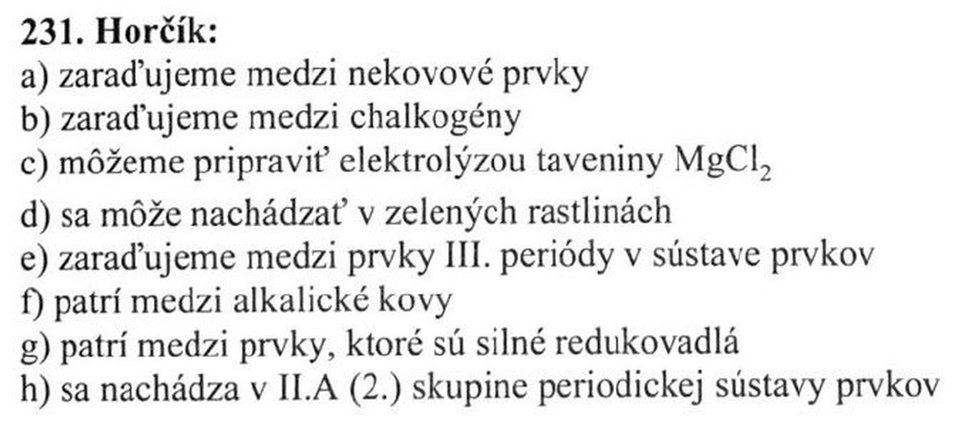 231. Horčík:
a) zaraďujeme medzi nekovové prvky
b) zaraďujeme medzi chalkogény
c) môžeme pripraviť elektrolýzou taveniny MgCl₂
d) sa môže nachádzať v zelených rastlinách
e) zaraďujeme medzi prvky III. periódy v sústave prvkov
f) patrí medzi alkalické kovy
g) patrí medzi prvky, ktoré sú silné redukovadlá
h) sa nachádza v II.A (2.) skupine periodickej sústavy prvkov